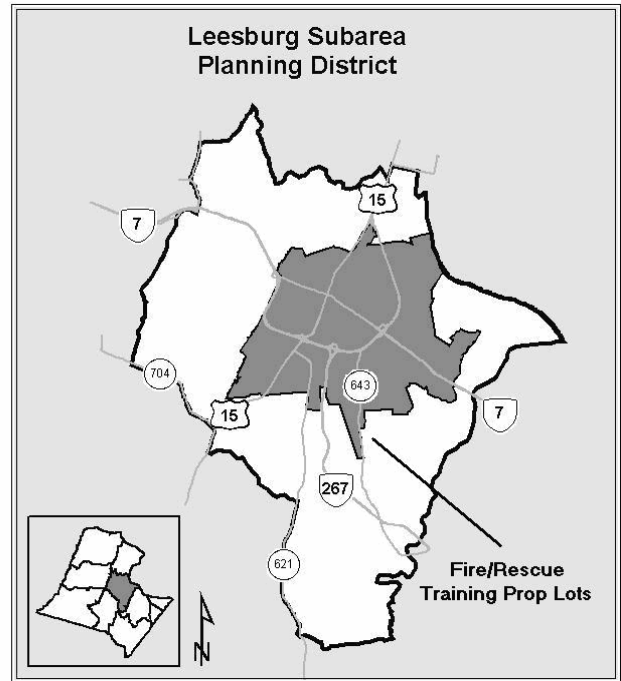 Leesburg Subarea
Planning District
15
7
704
643
15
7
267
621
Fire/Rescue
Training Prop Lots
N